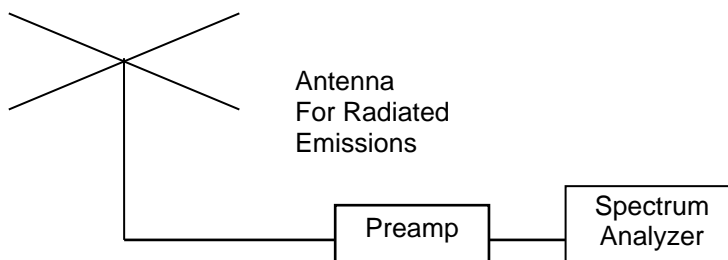 Antenna
For Radiated
Emissions
Preamp
Spectrum
Analyzer